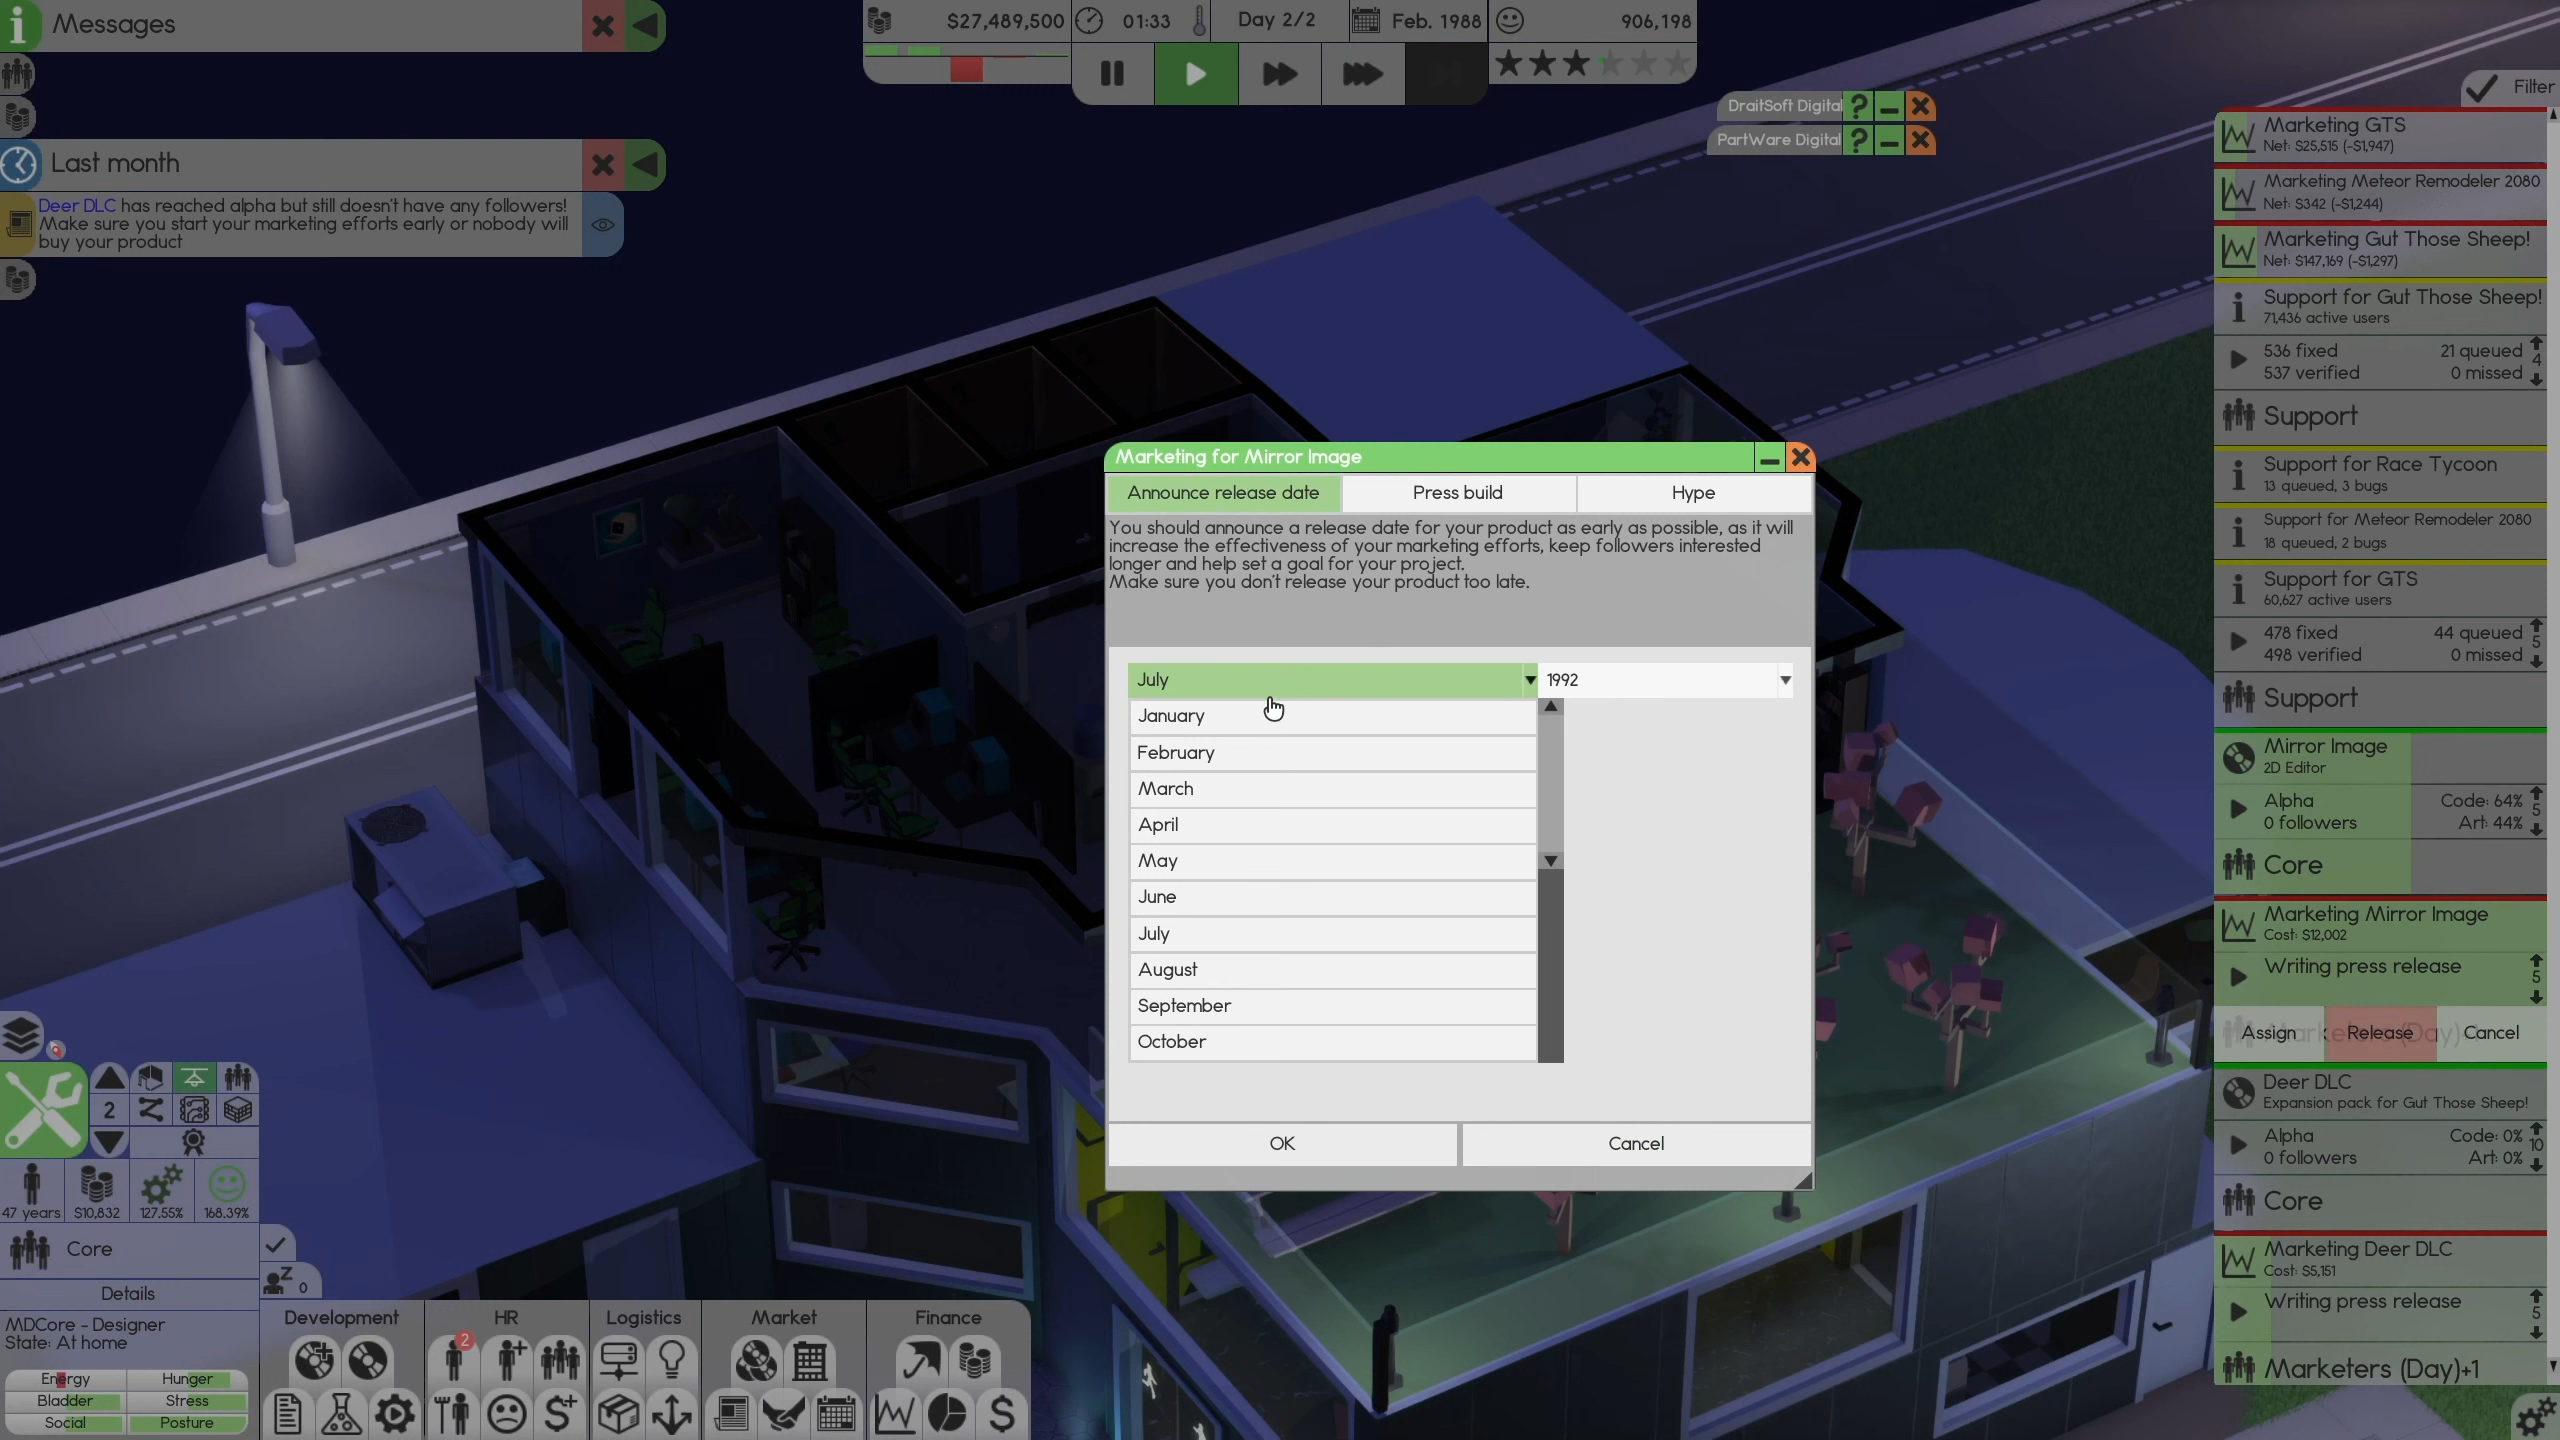 Messages
Last month
Deer DLC has reached alpha but still doesn't have any followers!
Make sure you start your marketing efforts early or nobody will
buy your product
$27,489,500
01:33
Day 2/2
Feb. 1988
906,198
DraitSoft Digital
PartWare Digital
Filter
Marketing GTS
Net: $25,515 (-$1,947)
Marketing Meteor Remodeler 2080
Net: $342 (-$1,244)
Marketing Gut Those Sheep!
Net: $147,169 (-$1,297)
Support for Gut Those Sheep!
71,436 active users
536 fixed 21 queued
4
537 verified 0 missed
Support
Support for Race Tycoon
13 queued, 3 bugs
Support for Meteor Remodeler 2080
18 queued, 2 bugs
Support for GTS
60,627 active users
478 fixed 44 queued
5
498 verified 0 missed
Support
Mirror Image
2D Editor
Alpha Code: 64%
5
0 followers Art: 44%
Core
Marketing Mirror Image
Cost: $12,002
Writing press release
5
Assign Release Cancel
Deer DLC
Expansion pack for Gut Those Sheep!
Alpha Code: 0%
10
0 followers Art: 0%
Core
Marketing Deer DLC
Cost: $5,151
Writing press release
5
Marketers (Day)+1
Marketing for Mirror Image
Announce release date Press build Hype
You should announce a release date for your product as early as possible, as it will
increase the effectiveness of your marketing efforts, keep followers interested
longer and help set a goal for your project.
Make sure you don't release your product too late.
July 1992
January
February
March
April
May
June
July
August
September
October
OK Cancel
2
47 years $10,832 127.55% 168.39%
Core
Details
0
MDCore - Designer
State: At home
Energy Hunger
Bladder Stress
Social Posture
Development HR Logistics Market Finance
2